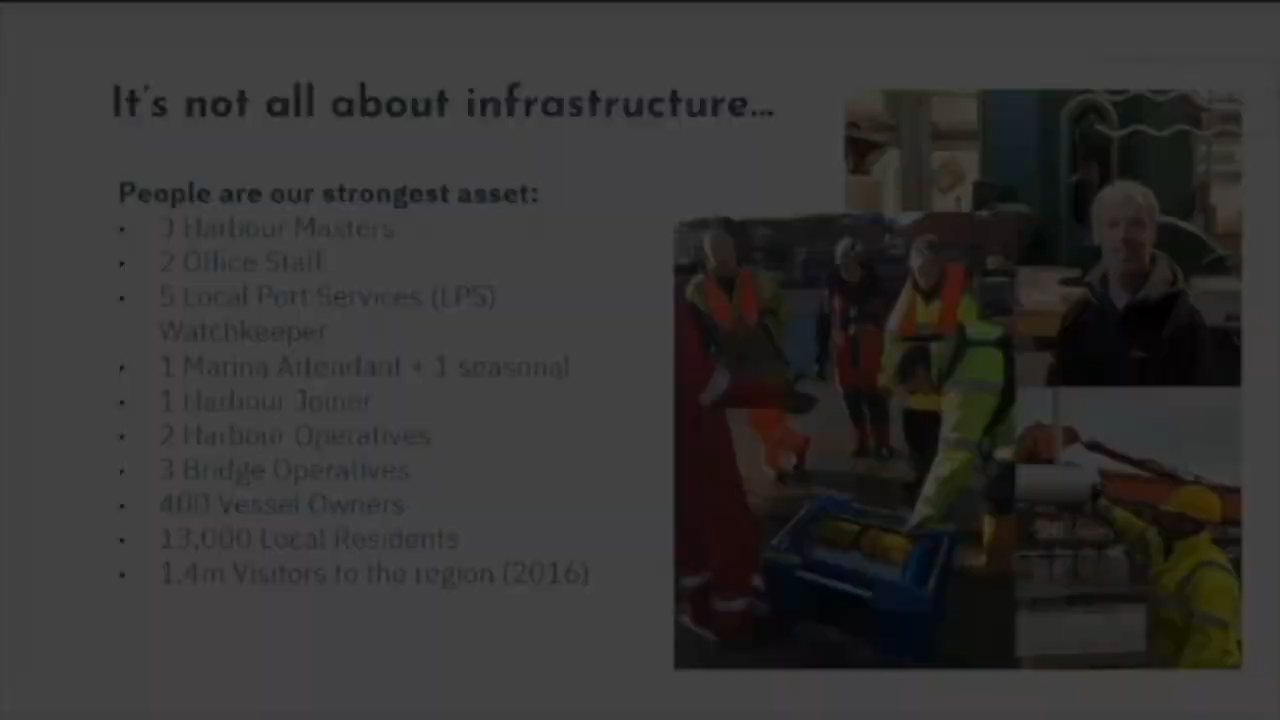 It's not all about infrastructure...
People are our strongest asset:
• 3 Harbour Masters
• 2 Office Staff
• 5 Local Port Services (LPS)
Watchkeeper
• 1 Marina Attendant + 1 seasonal
• 1 Harbour Joiner
• 2 Harbour Operatives
• 3 Bridge Operatives
• 400 Vessel Owners
• 13,000 Local Residents
• 1.4m Visitors to the region (2016)